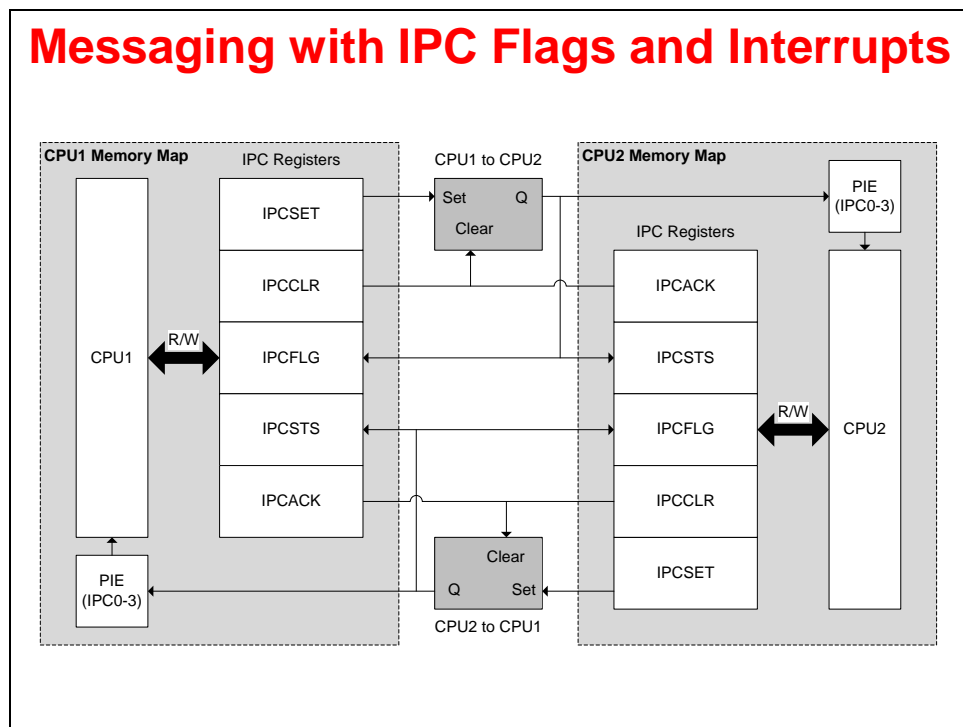 Messaging with IPC Flags and Interrupts
CPU1 Memory Map
IPC Registers
CPU1
R/W
IPCSET
IPCCLR
IPCFLG
IPCSTS
IPCACK
PIE
(IPC0-3)
CPU1 to CPU2
Set Q
Clear
Clear
Q Set
CPU2 to CPU1
CPU2 Memory Map
PIE
(IPC0-3)
IPC Registers
IPCACK
IPCSTS
IPCFLG
IPCCLR
IPCSET
R/W
CPU2